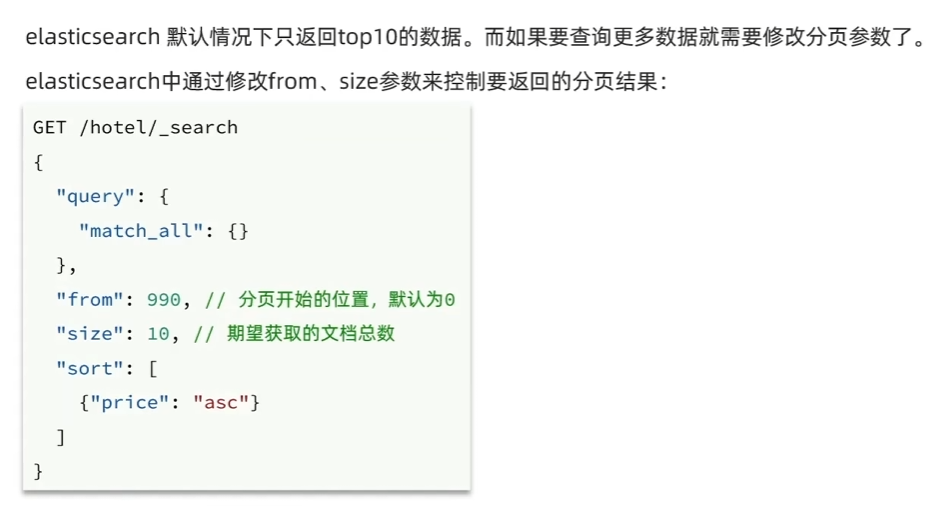 elasticsearch 默认情况下只返回top10的数据。而如果要查询更多数据就需要修改分页参数了。
elasticsearch中通过修改from、size参数来控制要返回的分页结果：
GET /hotel/_search
{
  "query": {
    "match_all": {}
  },
  "from": 990, // 分页开始的位置，默认为0
  "size": 10, // 期望获取的文档总数
  "sort": [
    {"price": "asc"}
  ]
}